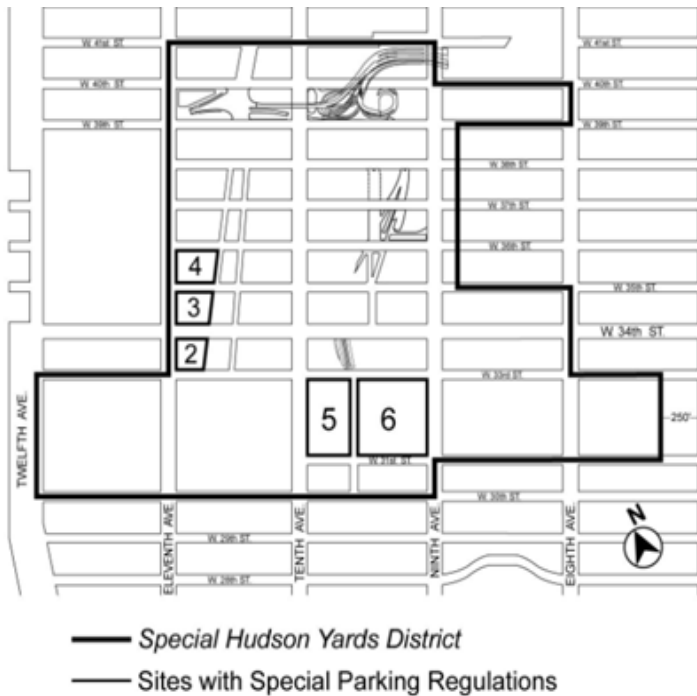 W. 41st ST. W. 41st ST.
W. 40th ST. W. 40th ST.
W. 39th ST. W. 39th ST.
W. 38th ST.
W. 37th ST.
W. 36th ST.
4
W. 35th ST.
3
W. 34th ST.
2
W. 33rd ST.
5 6
250'
W. 31st ST.
W. 30th ST.
TWELFTH AVE.
ELEVENTH AVE.
TENTH AVE.
NINTH AVE.
EIGHTH AVE.
N
W. 29th ST.
W. 28th ST.
Special Hudson Yards District
Sites with Special Parking Regulations